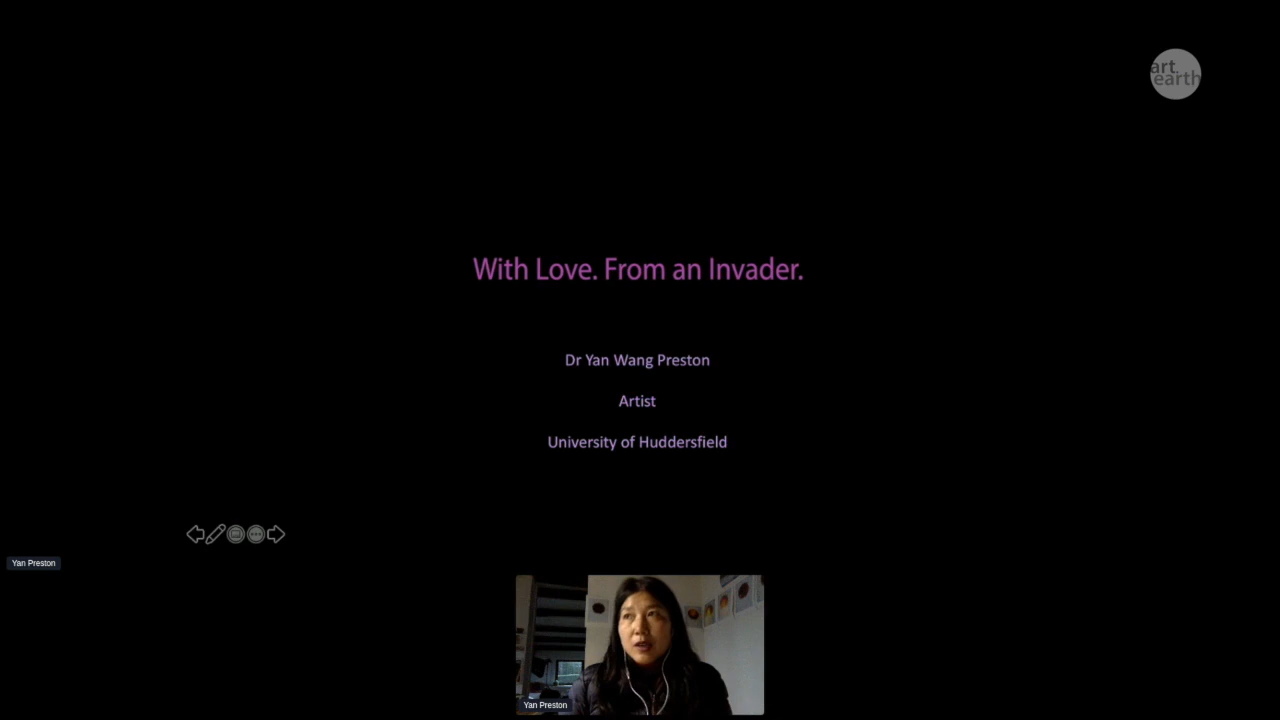 art
earth
With Love. From an Invader.
Dr Yan Wang Preston
Artist
University of Huddersfield
Yan Preston
Yan Preston